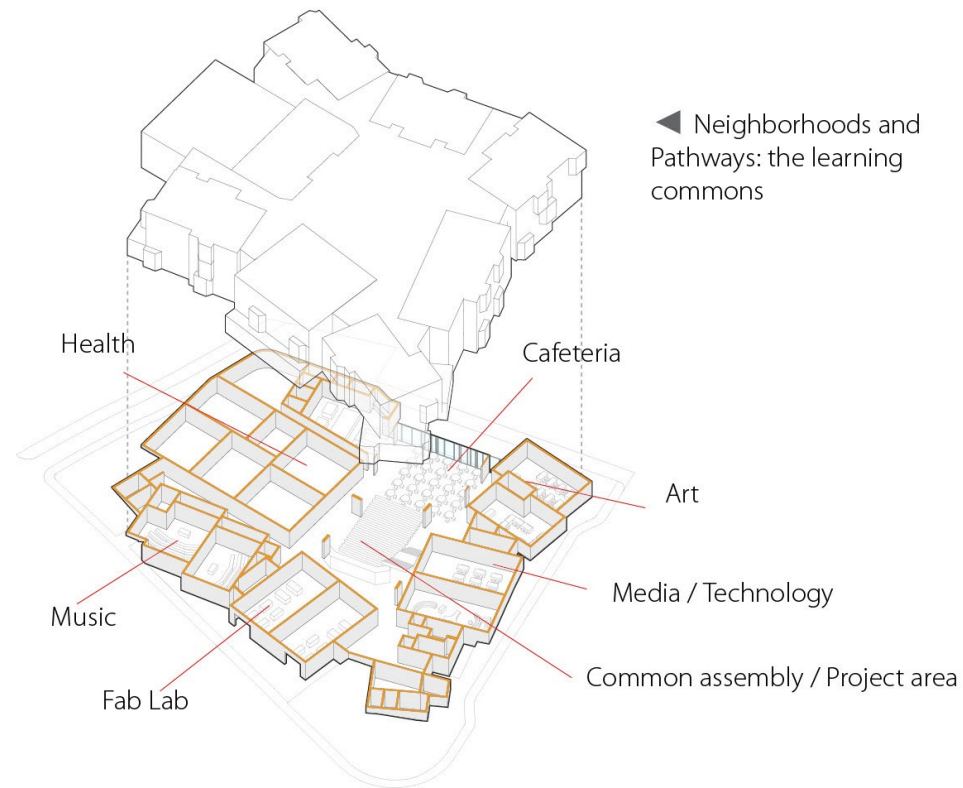 ◀ Neighborhoods and
Pathways: the learning
commons
Health
Cafeteria
Art
Media / Technology
Music
Common assembly / Project area
Fab Lab